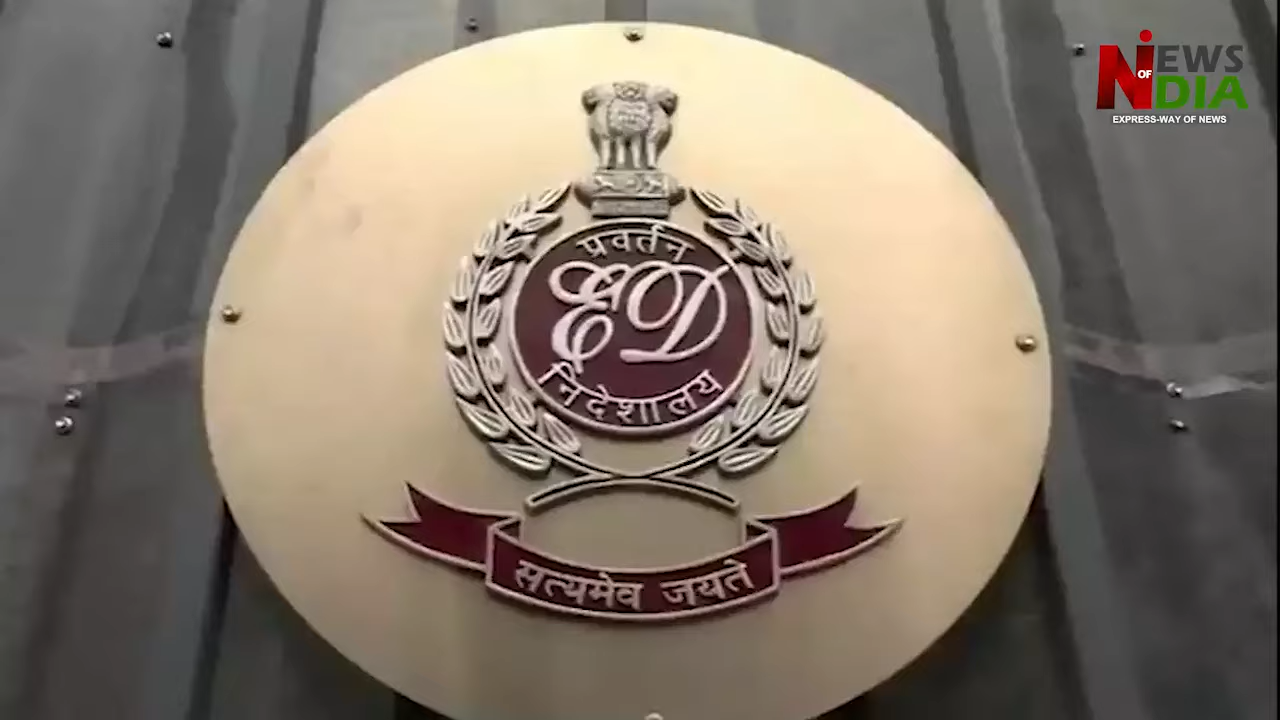 NEWS
OF
INDIA
EXPRESS-WAY OF NEWS
प्रवर्तन
ED
निदेशालय
सत्यमेव जयते